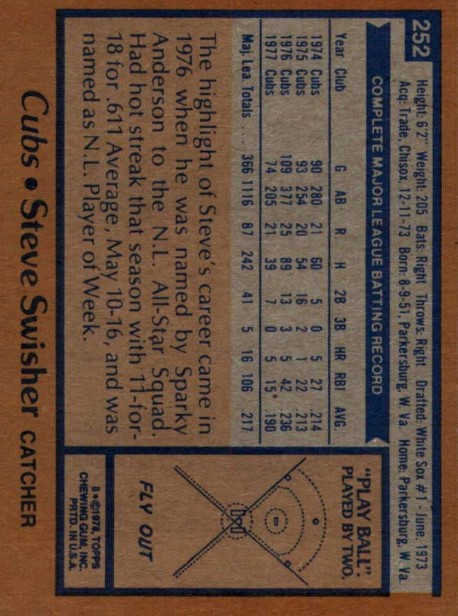 252
Height: 6'2" Weight: 205 Bats: Right Throws: Right Drafted: White Sox #1 - June, 1973
Acq: Trade, Chisox, 12-11-73 Born: 8-9-51, Parkersburg, W. Va. Home: Parkersburg, W. Va.
COMPLETE MAJOR LEAGUE BATTING RECORD
Year Club G AB R H 2B 3B HR RBI AVG.
1974 Cubs 90 280 21 60 5 0 5 27 .214
1975 Cubs 93 254 20 54 16 2 1 22 .213
1976 Cubs 109 377 25 89 13 3 5 42 .236
1977 Cubs 74 205 21 39 7 0 5 15 .190
Maj. Lea. Totals . . . 366 1116 87 242 41 5 16 106 .217
The highlight of Steve's career came in
1976 when he was named by Sparky
Anderson to the N.L. All-Star Squad.
Had hot streak that season with 11-for-
18 for .611 Average, May 10-16, and was
named as N.L. Player of Week.
"PLAY BALL".
PLAYED BY TWO.
FLY OUT
B • ©1978, TOPPS
CHEWING GUM, INC.
PRTD. IN U.S.A.
Cubs • Steve Swisher CATCHER